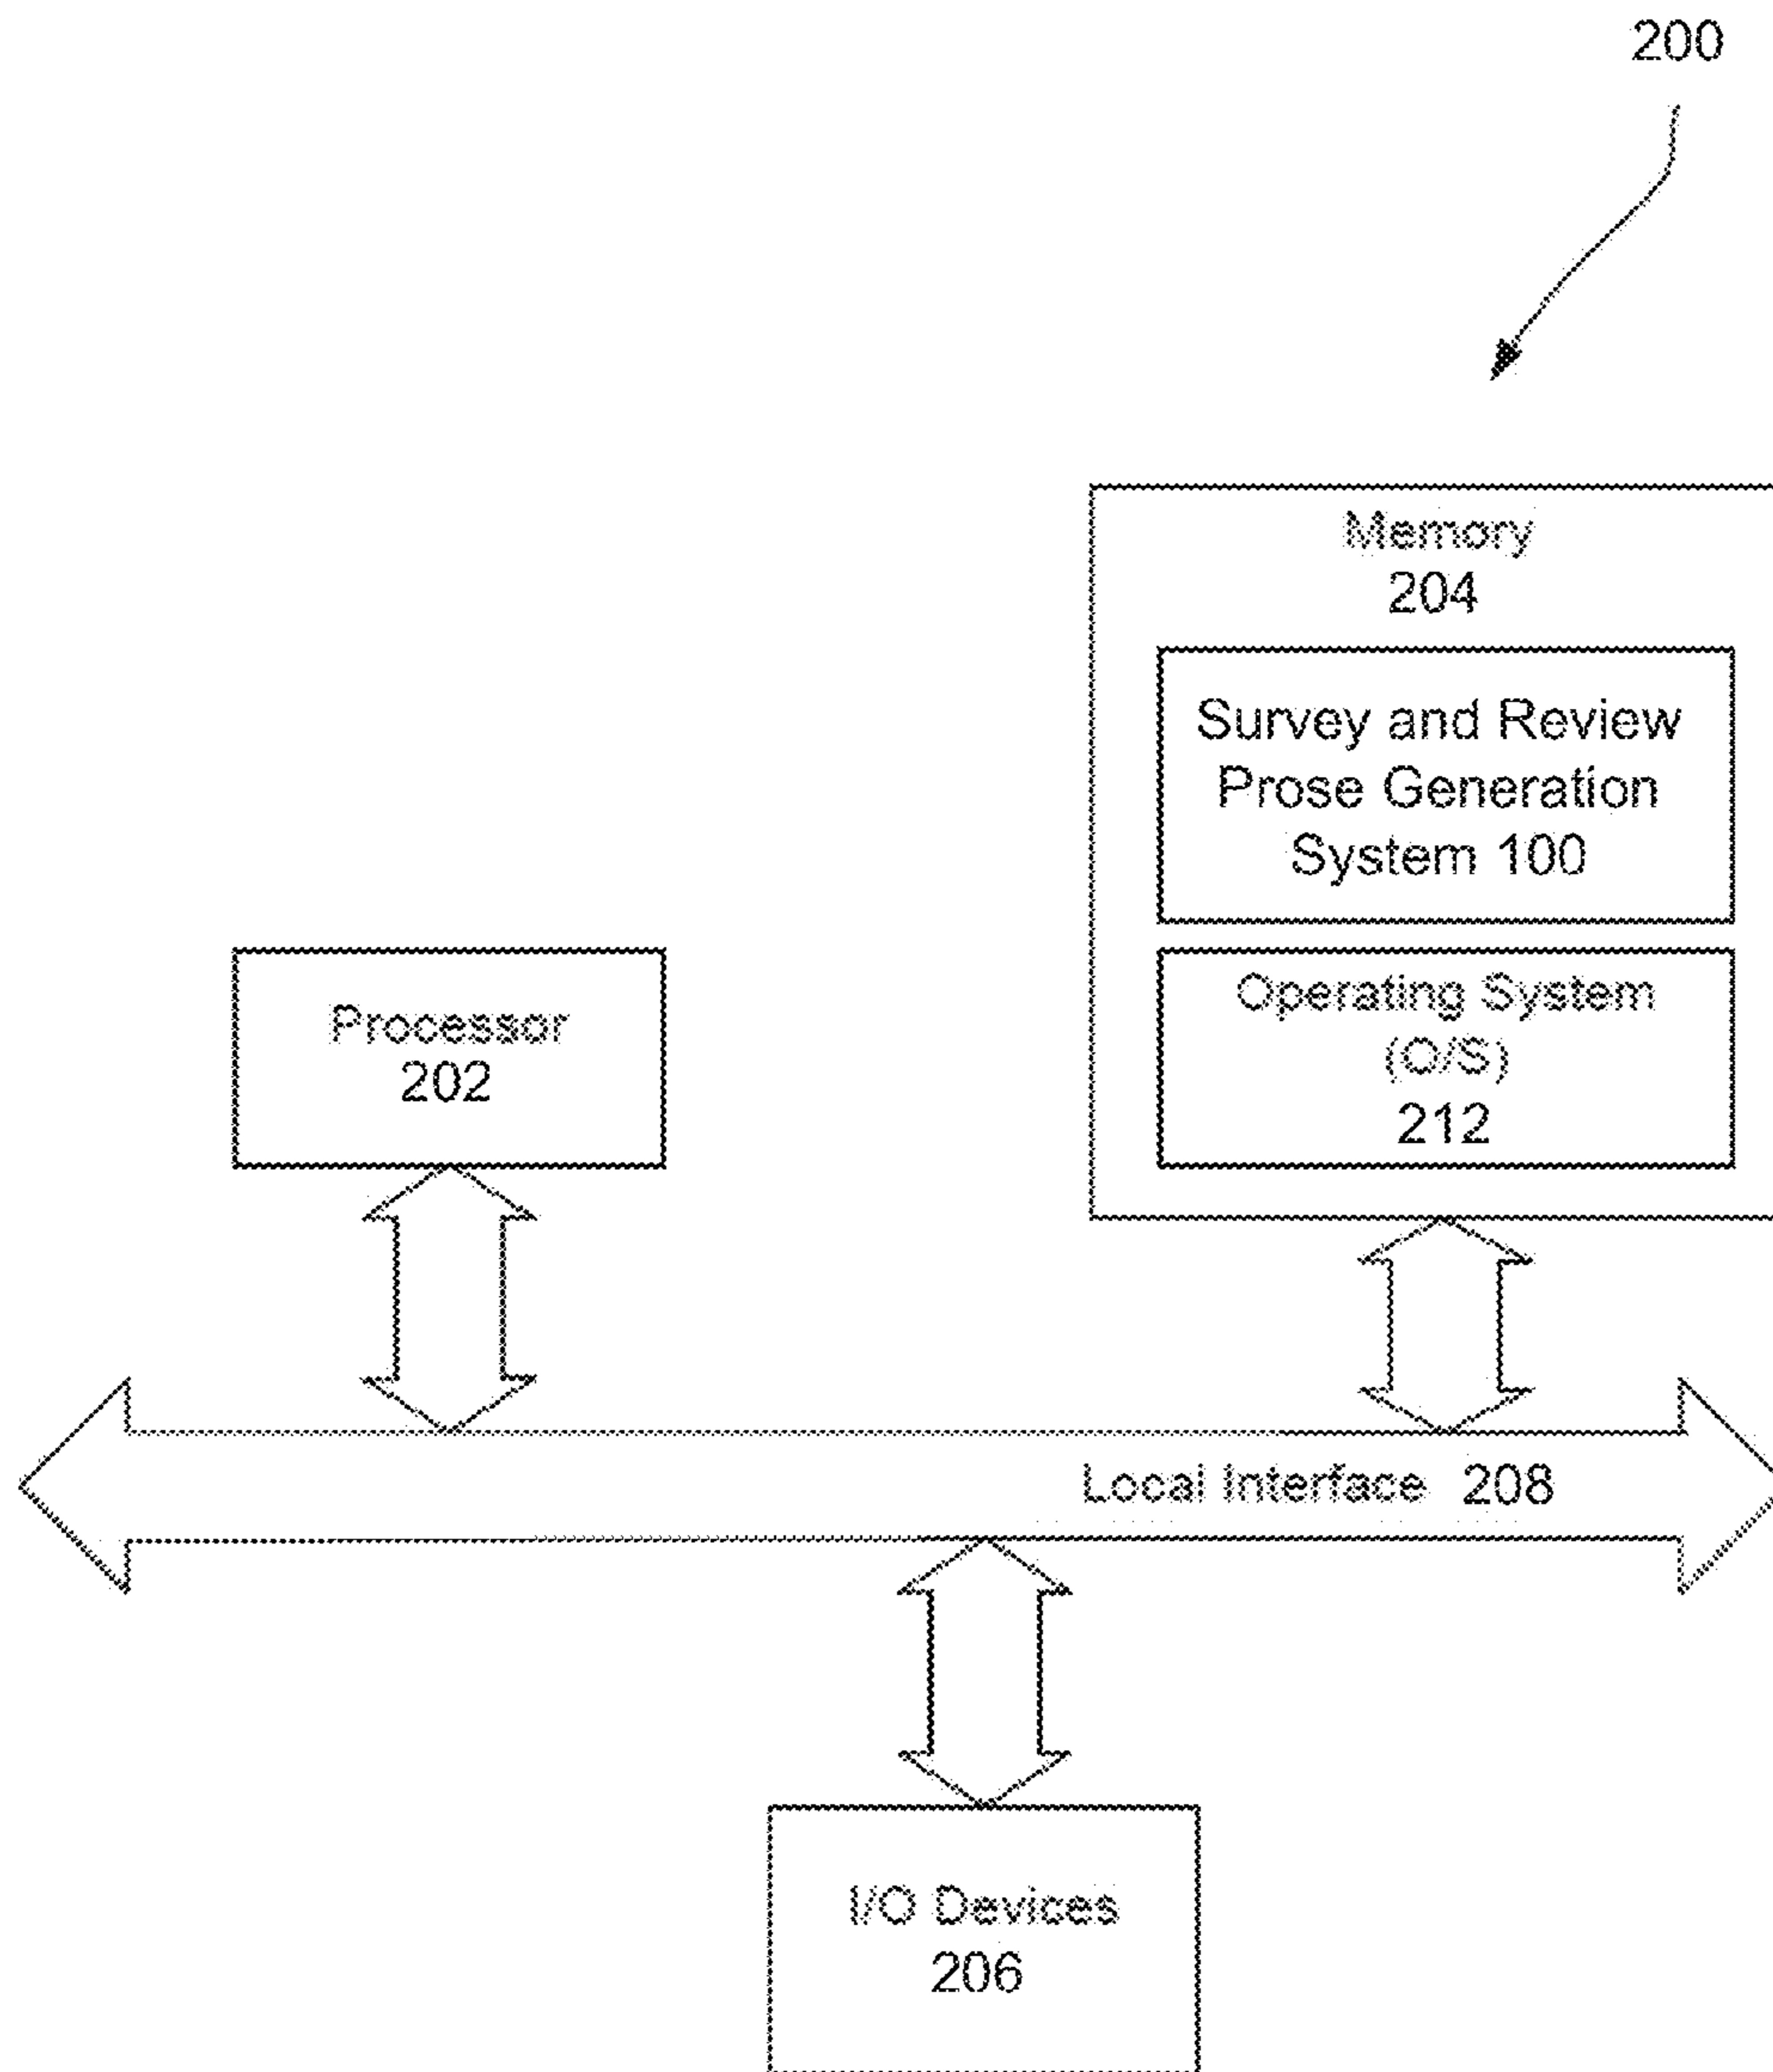 200
Memory
204
Survey and Review
Prose Generation
System 100
Operating System
(O/S)
212
Processor
202
Local Interface 208
I/O Devices
206